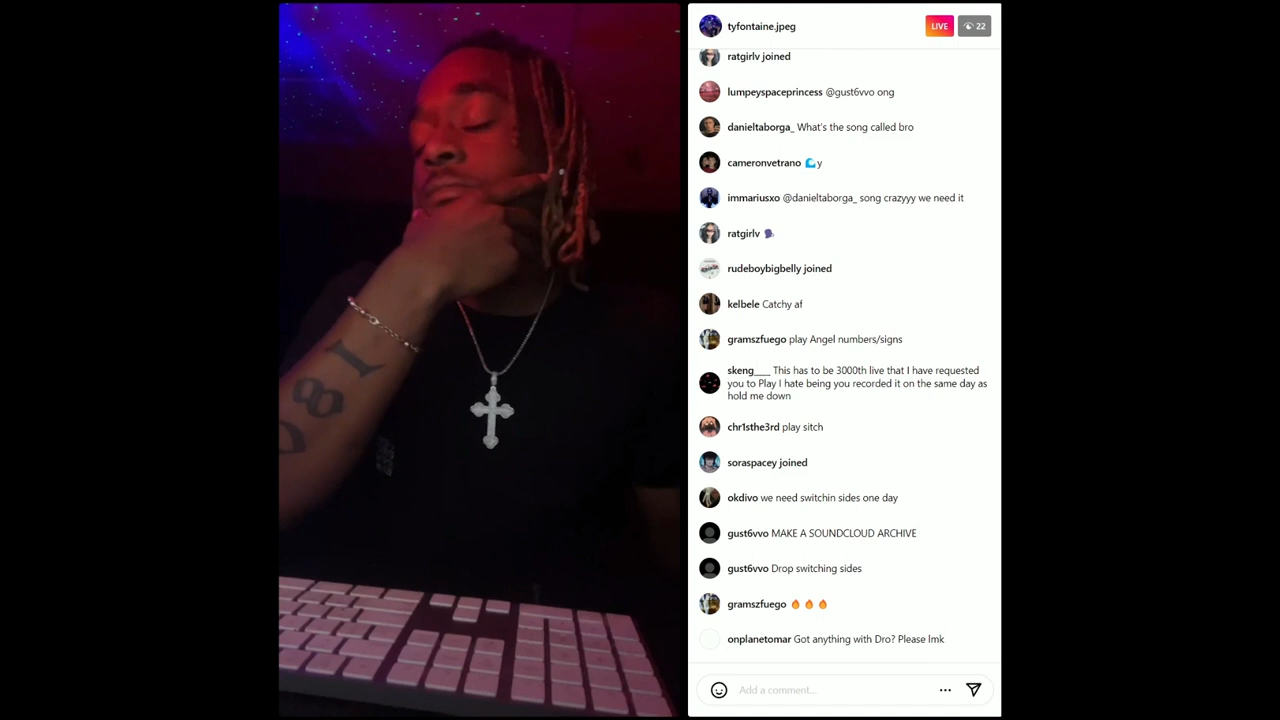 tyfontaine.jpeg
LIVE
22
ratgirlv joined
lumpeyspaceprincess @gust6vvo ong
danieltaborga_ What's the song called bro
cameronvetrano 🌊y
immariusxo @danieltaborga_ song crazyyy we need it
ratgirlv 🗣
rudeboybigbelly joined
kelbele Catchy af
gramszfuego play Angel numbers/signs
skeng____ This has to be 3000th live that I have requested
you to Play I hate being you recorded it on the same day as
hold me down
chr1sthe3rd play sitch
soraspacey joined
okdivo we need switchin sides one day
gust6vvo MAKE A SOUNDCLOUD ARCHIVE
gust6vvo Drop switching sides
gramszfuego 🔥🔥🔥
onplanetomar Got anything with Dro? Please lmk
Add a comment...